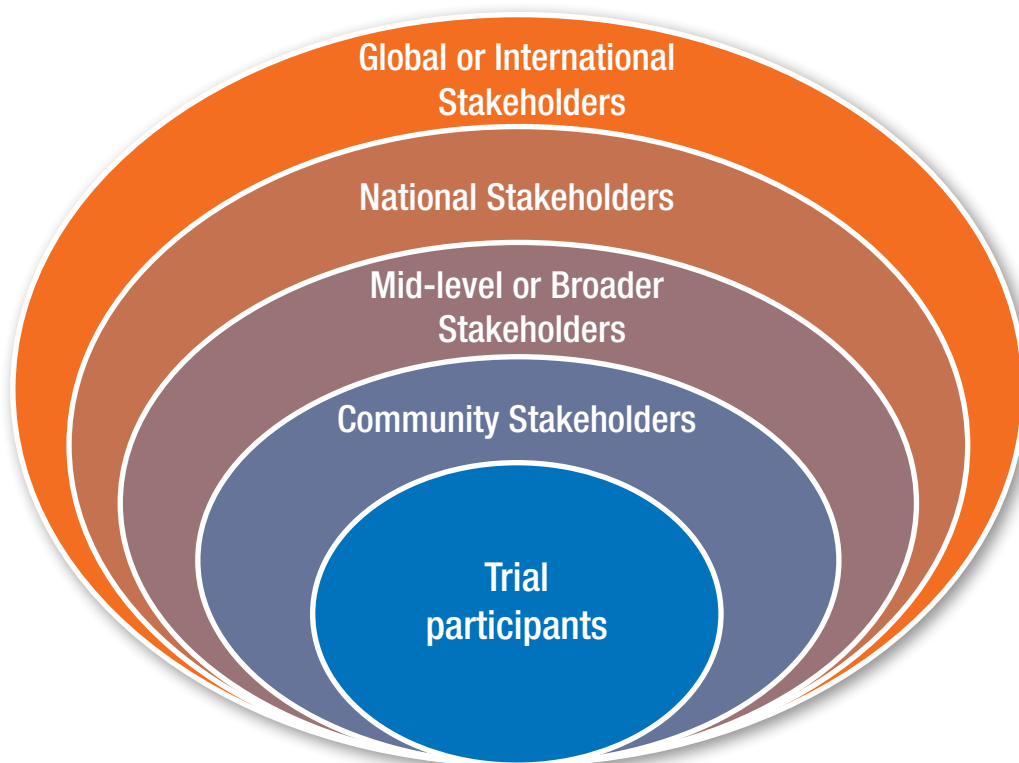 Global or International
Stakeholders
National Stakeholders
Mid-level or Broader
Stakeholders
Community Stakeholders
Trial
participants